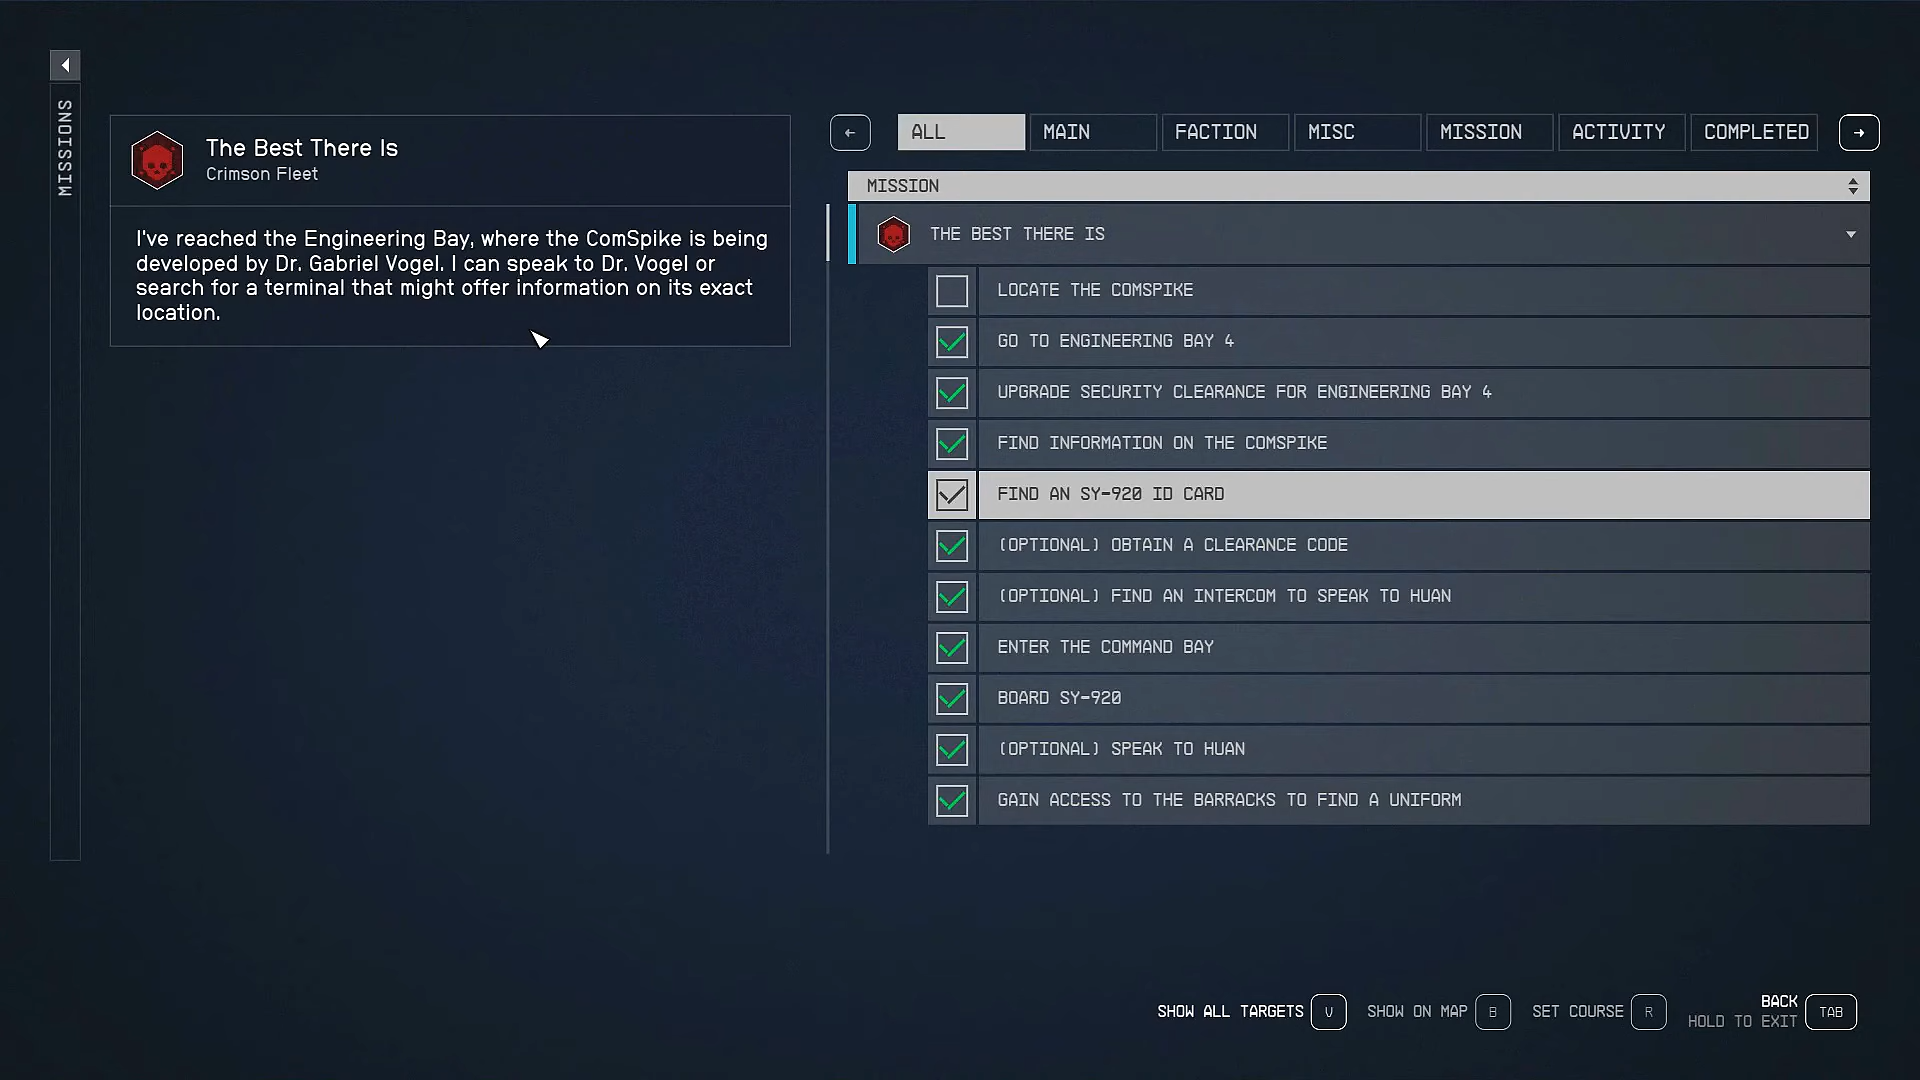 MISSIONS
The Best There Is
Crimson Fleet
I've reached the Engineering Bay, where the ComSpike is being
developed by Dr. Gabriel Vogel. I can speak to Dr. Vogel or
search for a terminal that might offer information on its exact
location.
ALL MAIN FACTION MISC MISSION ACTIVITY COMPLETED
MISSION
THE BEST THERE IS
LOCATE THE COMSPIKE
GO TO ENGINEERING BAY 4
UPGRADE SECURITY CLEARANCE FOR ENGINEERING BAY 4
FIND INFORMATION ON THE COMSPIKE
FIND AN SY-920 ID CARD
(OPTIONAL) OBTAIN A CLEARANCE CODE
(OPTIONAL) FIND AN INTERCOM TO SPEAK TO HUAN
ENTER THE COMMAND BAY
BOARD SY-920
(OPTIONAL) SPEAK TO HUAN
GAIN ACCESS TO THE BARRACKS TO FIND A UNIFORM
SHOW ALL TARGETS V SHOW ON MAP B SET COURSE R BACK TAB
HOLD TO EXIT